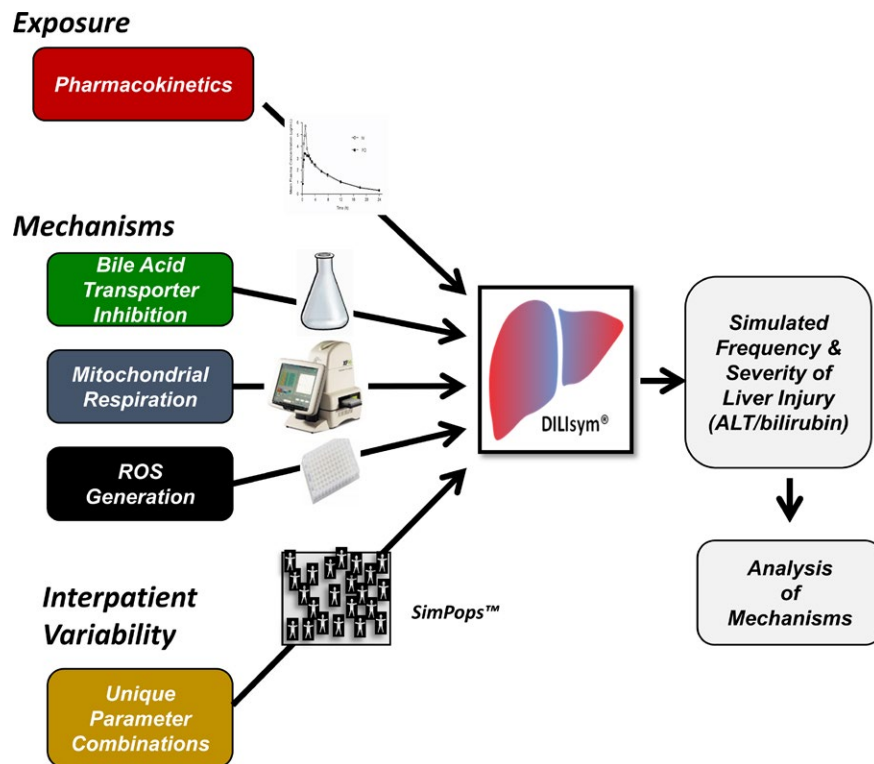 Exposure
Pharmacokinetics
Mechanisms
Bile Acid
Transporter
Inhibition
Mitochondrial
Respiration
ROS
Generation
Interpatient
Variability
Unique
Parameter
Combinations
SimPops™
DILIsym®
Simulated
Frequency &
Severity of
Liver Injury
(ALT/bilirubin)
Analysis
of
Mechanisms